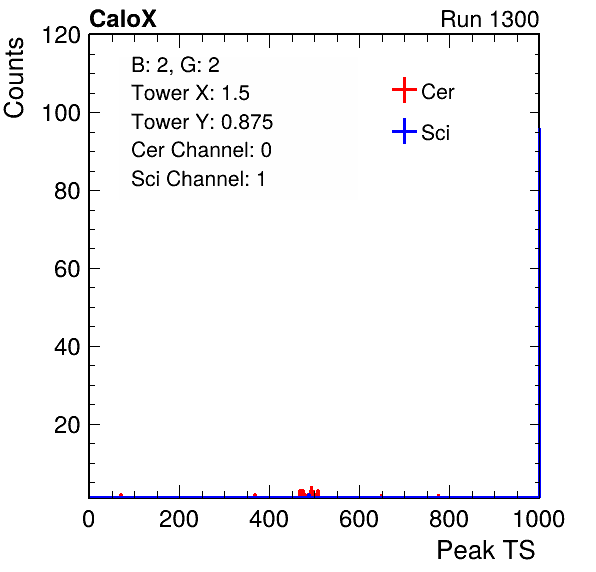 CaloX Run 1300
Counts
120
100
80
60
40
20
B: 2, G: 2
Tower X: 1.5
Tower Y: 0.875
Cer Channel: 0
Sci Channel: 1
Cer
Sci
0 200 400 600 800 1000
Peak TS